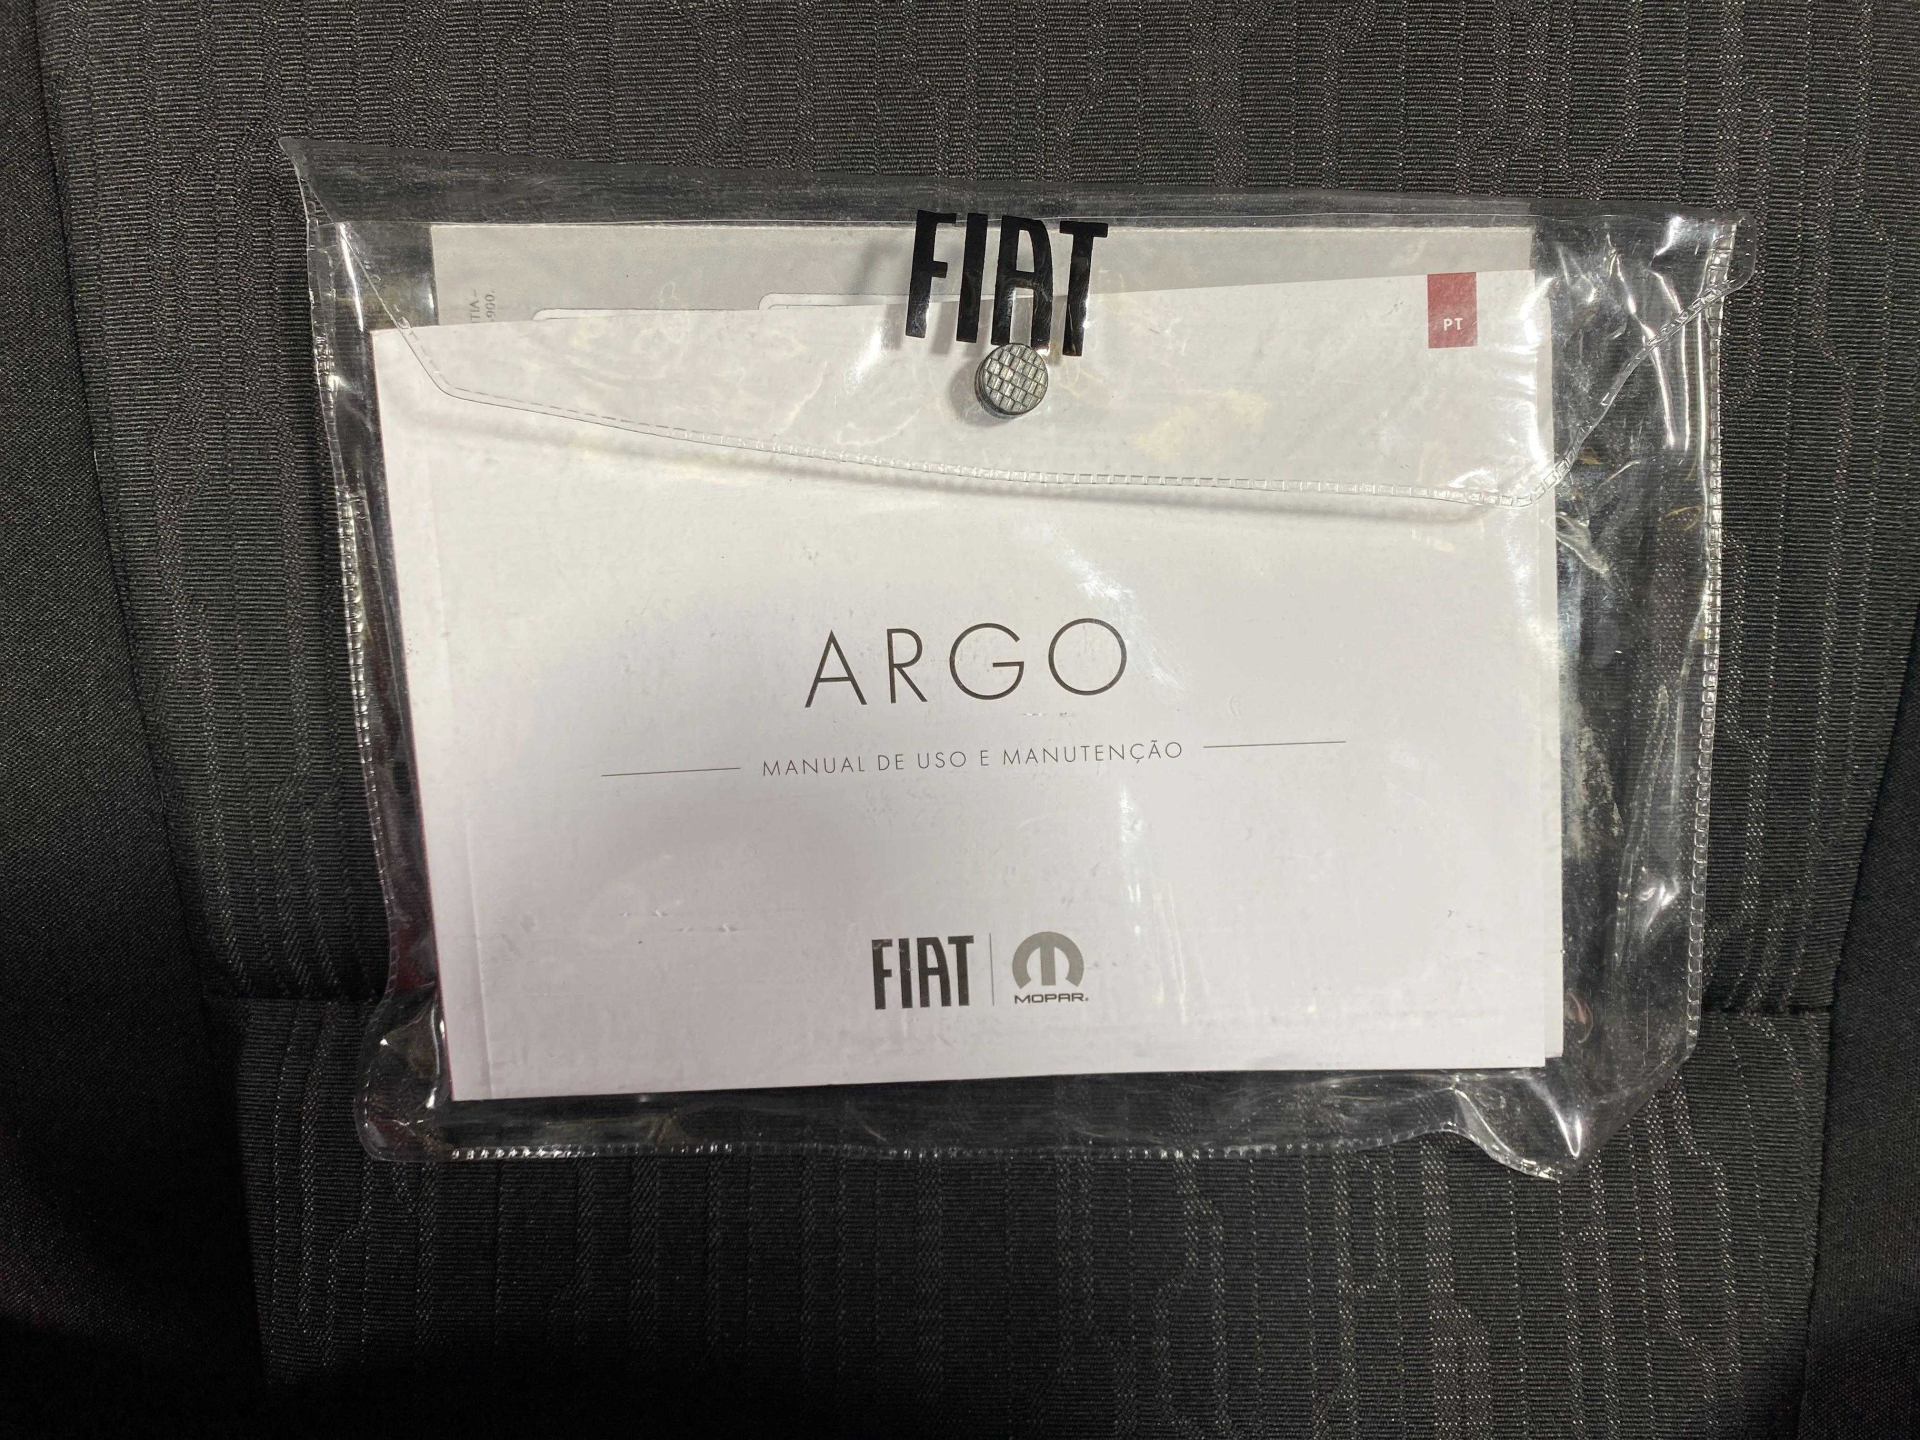 FIAT
PT
ARGO
MANUAL DE USO E MANUTENÇÃO
FIAT
MOPAR®